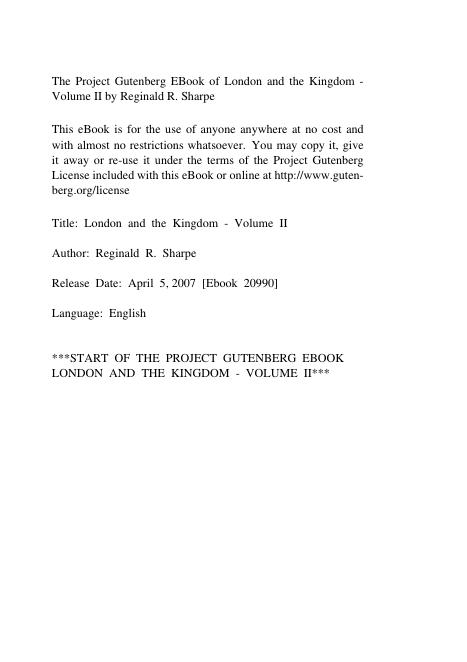 The Project Gutenberg EBook of London and the Kingdom -
Volume II by Reginald R. Sharpe
This eBook is for the use of anyone anywhere at no cost and
with almost no restrictions whatsoever. You may copy it, give
it away or re-use it under the terms of the Project Gutenberg
License included with this eBook or online at http://www.guten-
berg.org/license
Title: London and the Kingdom - Volume II
Author: Reginald R. Sharpe
Release Date: April 5, 2007 [Ebook 20990]
Language: English
***START OF THE PROJECT GUTENBERG EBOOK
LONDON AND THE KINGDOM - VOLUME II***